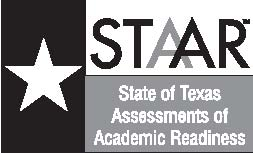 STAAR™
State of Texas
Assessments of
Academic Readiness